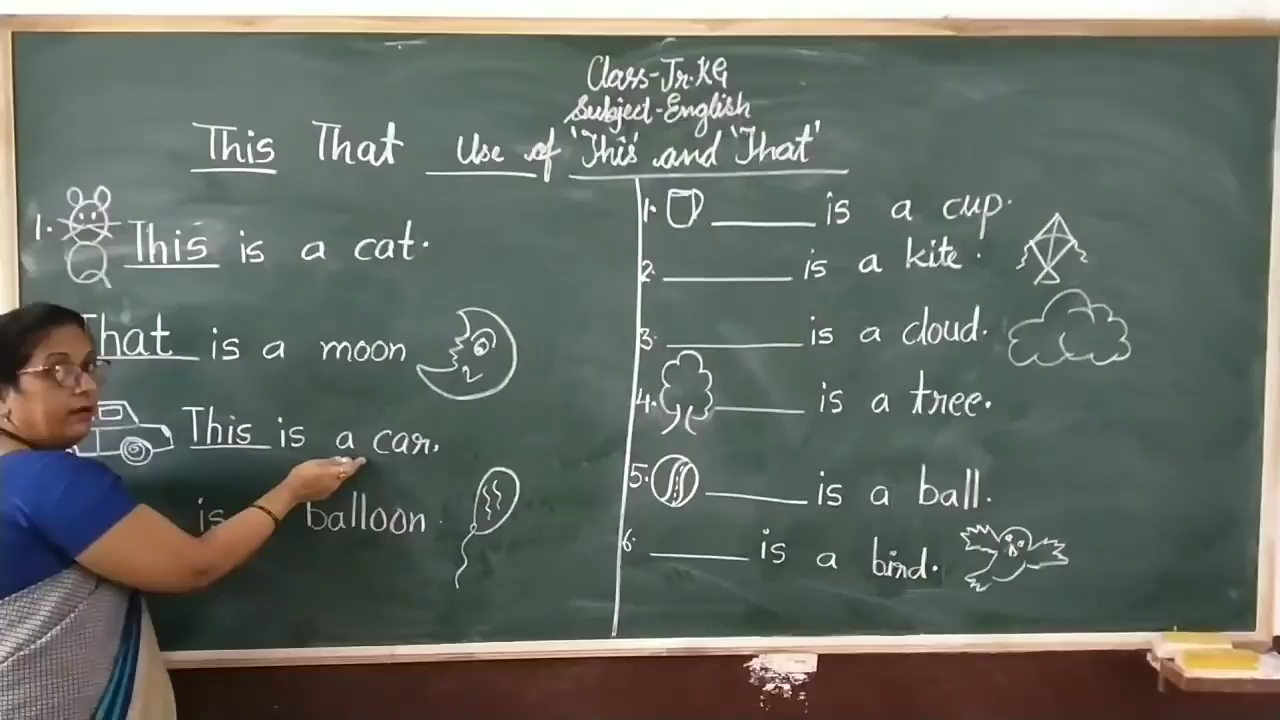 Class-Jr.KG
Subject-English
This That Use of 'This' and 'That'
1. This is a cat.
That is a moon
This is a car.
is balloon.
1. ______ is a cup.
2. ______ is a kite.
3. ______ is a cloud.
4. ______ is a tree.
5. ______ is a ball.
6. ______ is a bird.